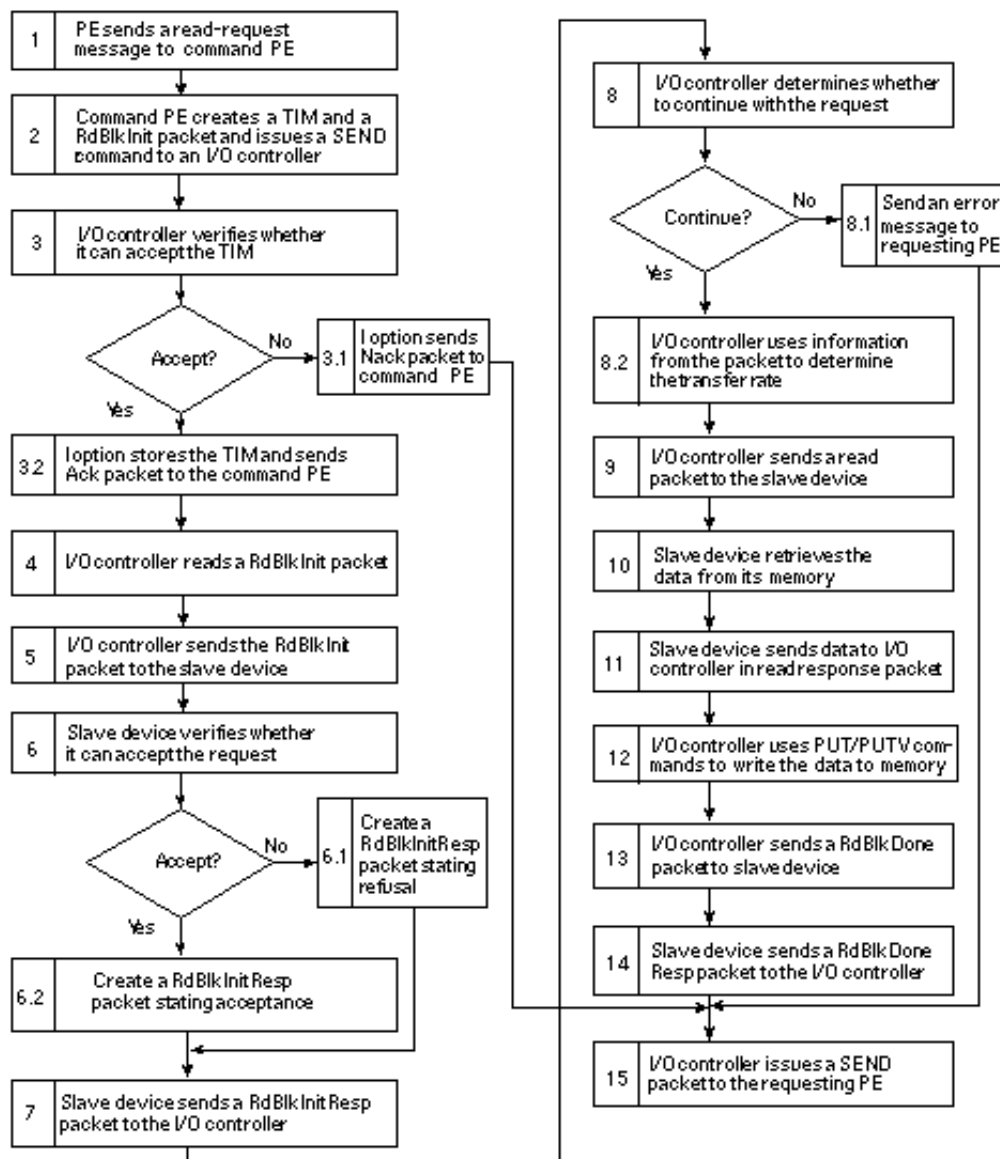 1
PE sends a read-request
message to command PE
2
Command PE creates a TIM and a
RdBlkInit packet and issues a SEND
command to an I/O controller
3
I/O controller verifies whether
it can accept the TIM
Accept?
No
3.1
I option sends
Nack packet to
command PE
Yes
3.2
I option stores the TIM and sends
Ack packet to the command PE
4
I/O controller reads a RdBlkInit packet
5
I/O controller sends the RdBlkInit
packet to the slave device
6
Slave device verifies whether
it can accept the request
Accept?
No
6.1
Create a
RdBlkInitResp
packet stating
refusal
Yes
6.2
Create a RdBlkInitResp
packet stating acceptance
7
Slave device sends a RdBlkInitResp
packet to the I/O controller
8
I/O controller determines whether
to continue with the request
Continue?
No
8.1
Send an error
message to
requesting PE
Yes
8.2
I/O controller uses information
from the packet to determine
the transfer rate
9
I/O controller sends a read
packet to the slave device
10
Slave device retrieves the
data from its memory
11
Slave device sends data to I/O
controller in read response packet
12
I/O controller uses PUT/PUTV com-
mands to write the data to memory
13
I/O controller sends a RdBlkDone
packet to slave device
14
Slave device sends a RdBlkDone
Resp packet to the I/O controller
15
I/O controller issues a SEND
packet to the requesting PE